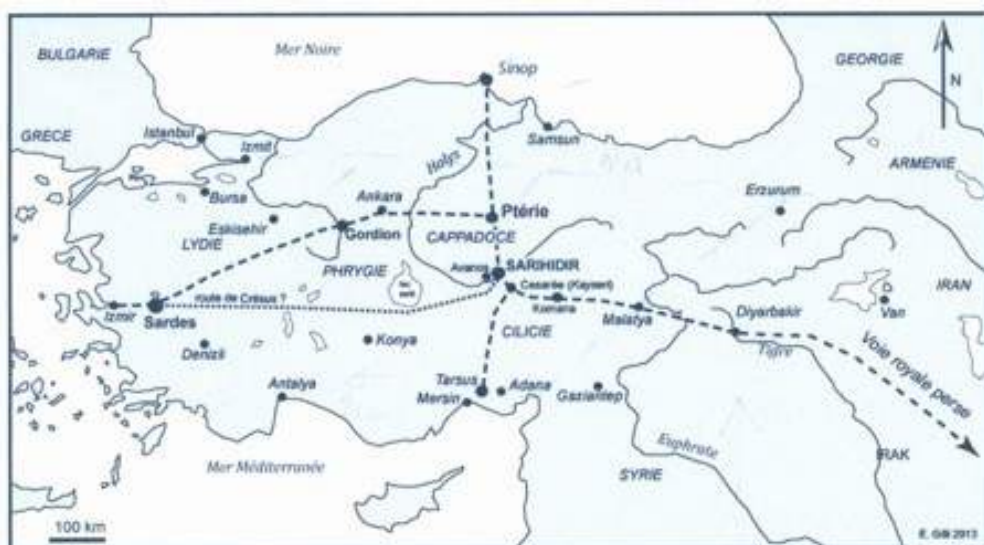 BULGARIE
Mer Noire
GEORGIE
N
Sinop
GRECE
Istanbul
Izmit
Samsun
Halys
ARMENIE
Bursa
Ankara
Erzurum
Eskisehir
Gordion
Ptérie
LYDIE
CAPPADOCE
PHRYGIE
Avanos
SARIHIDIR
IRAN
route de Crésus ?
Césarée (Kayseri)
Komana
Van
Izmir
Sardes
Malatya
Diyarbakir
Konya
CILICIE
Tigre
Voie royale perse
Denizli
Antalya
Tarsus
Adana
Mersin
Gaziantep
Euphrate
IRAK
Mer Méditerranée
SYRIE
100 km
E. Gilli 2013